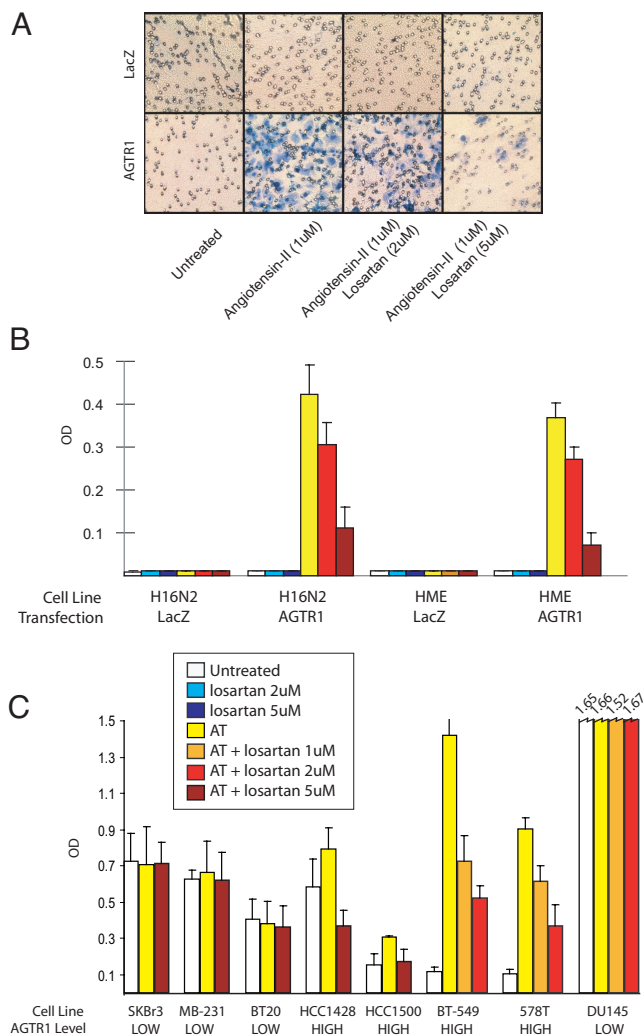 A
LacZ
AGTR1
Untreated
Angiotensin-II (1uM)
Angiotensin-II (1uM)
Losartan (2uM)
Angiotensin-II (1uM)
Losartan (5uM)
B
0.5
0.4
0.3
0.2
0.1
OD
Cell Line H16N2 H16N2 HME HME
Transfection LacZ AGTR1 LacZ AGTR1
Untreated
losartan 2uM
losartan 5uM
AT
AT + losartan 1uM
AT + losartan 2uM
AT + losartan 5uM
C
1.65 1.66 1.52 1.67
1.5
1.3
1.1
0.9
0.7
0.5
0.3
0.1
OD
Cell Line SKBr3 MB-231 BT20 HCC1428 HCC1500 BT-549 578T DU145
AGTR1 Level LOW LOW LOW HIGH HIGH HIGH HIGH LOW